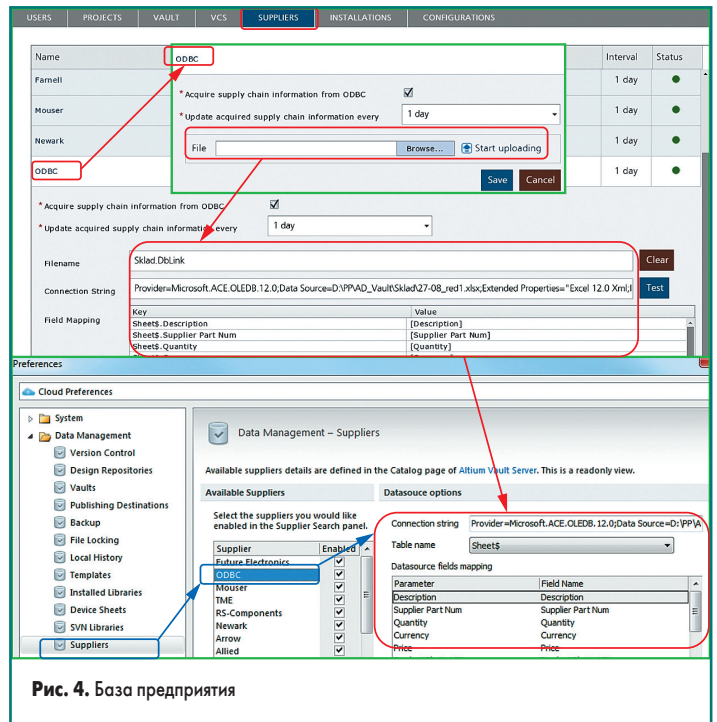 USERS PROJECTS VAULT VCS SUPPLIERS INSTALLATIONS CONFIGURATIONS
Name Interval Status
ODBC
Farnell 1 day
* Acquire supply chain information from ODBC
Mouser 1 day
* Update acquired supply chain information every 1 day
Newark 1 day
File Browse... Start uploading
ODBC 1 day
Save Cancel
* Acquire supply chain information from ODBC
* Update acquired supply chain information every 1 day
Filename Sklad.DbLink Clear
Connection String Provider=Microsoft.ACE.OLEDB.12.0;Data Source=D:\PP\AD_Vault\Sklad\27-08_red1.xlsx;Extended Properties="Excel 12.0 Xml; Test
Field Mapping Key Value
Sheet$.Description [Description]
Sheet$.Supplier Part Num [Supplier Part Num]
Sheet$.Quantity [Quantity]
Preferences
Cloud Preferences
System
Data Management
Version Control
Design Repositories
Vaults
Publishing Destinations
Backup
File Locking
Local History
Templates
Installed Libraries
Device Sheets
SVN Libraries
Suppliers
Data Management – Suppliers
Available suppliers details are defined in the Catalog page of Altium Vault Server. This is a readonly view.
Available Suppliers
Select the suppliers you would like
enabled in the Supplier Search panel.
Supplier Enabled
Future Electronics
ODBC
Mouser
TME
RS-Components
Newark
Arrow
Allied
Datasouce options
Connection string Provider=Microsoft.ACE.OLEDB.12.0;Data Source=D:\PP\A
Table name Sheet$
Datasource fields mapping
Parameter Field Name
Description Description
Supplier Part Num Supplier Part Num
Quantity Quantity
Currency Currency
Price Price
Рис. 4. База предприятия